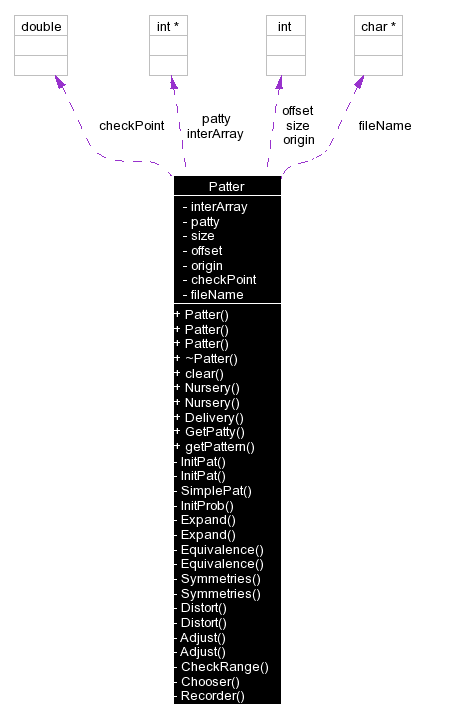 double
int *
int
char *
checkPoint
patty
interArray
offset
size
origin
fileName
Patter
- interArray
- patty
- size
- offset
- origin
- checkPoint
- fileName
+ Patter()
+ Patter()
+ Patter()
+ ~Patter()
+ clear()
+ Nursery()
+ Nursery()
+ Delivery()
+ GetPatty()
+ getPattern()
- InitPat()
- InitPat()
- SimplePat()
- InitProb()
- Expand()
- Expand()
- Equivalence()
- Equivalence()
- Symmetries()
- Symmetries()
- Distort()
- Distort()
- Adjust()
- Adjust()
- CheckRange()
- Chooser()
- Recorder()